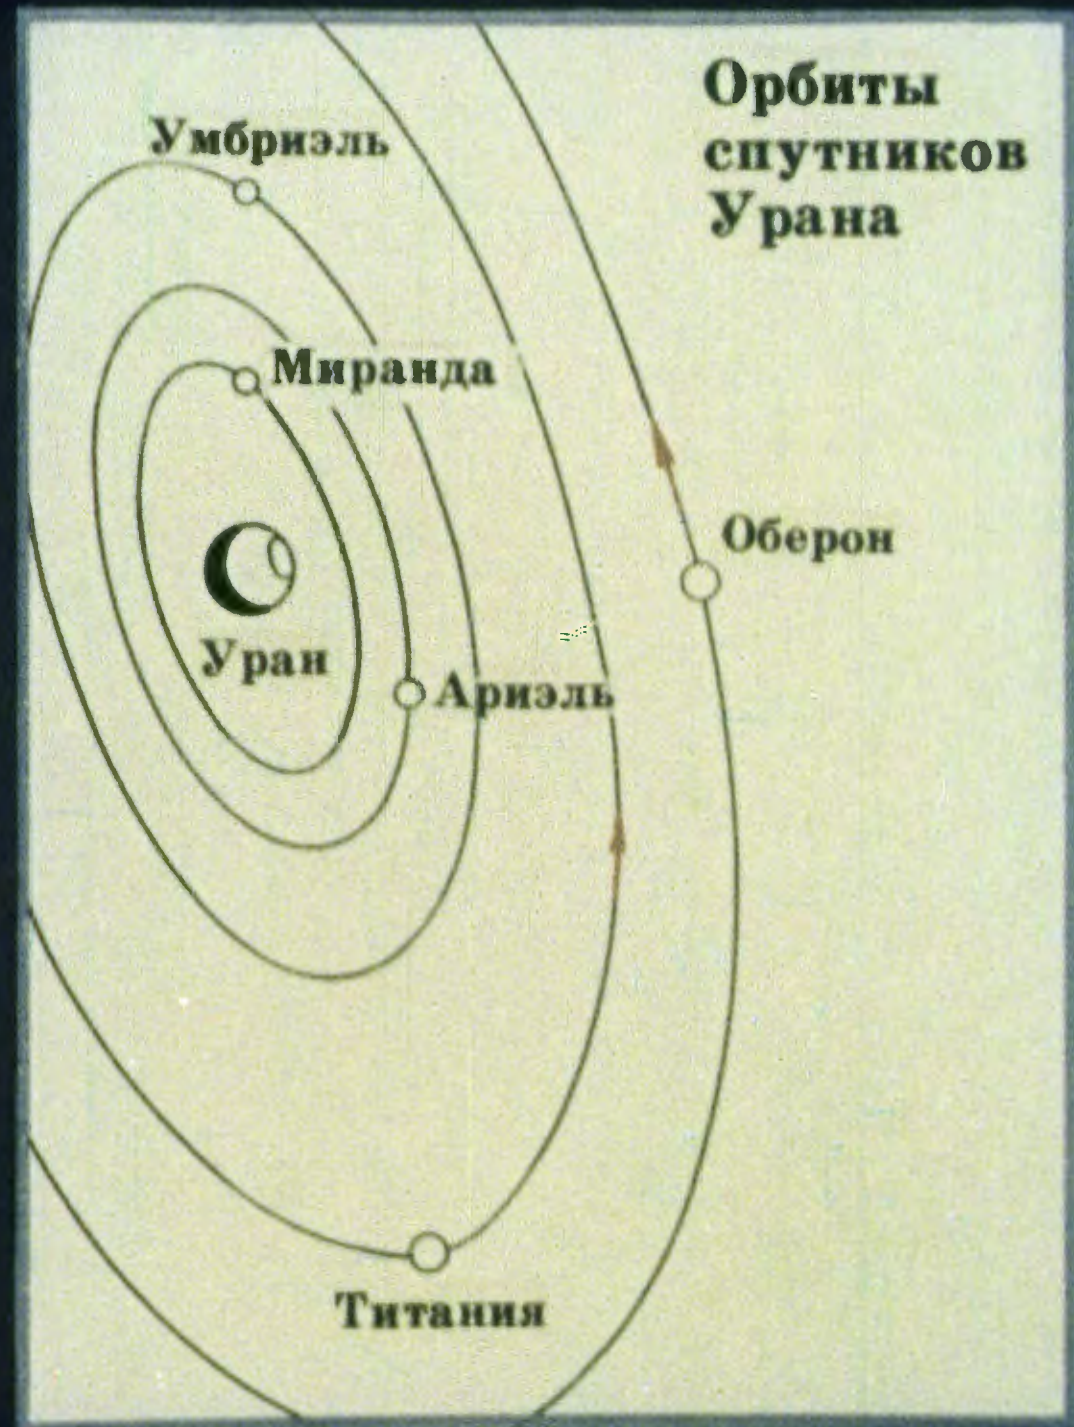 Орбиты
спутников
Урана
Умбриэль
Миранда
Оберон
Уран
Ариэль
Титания